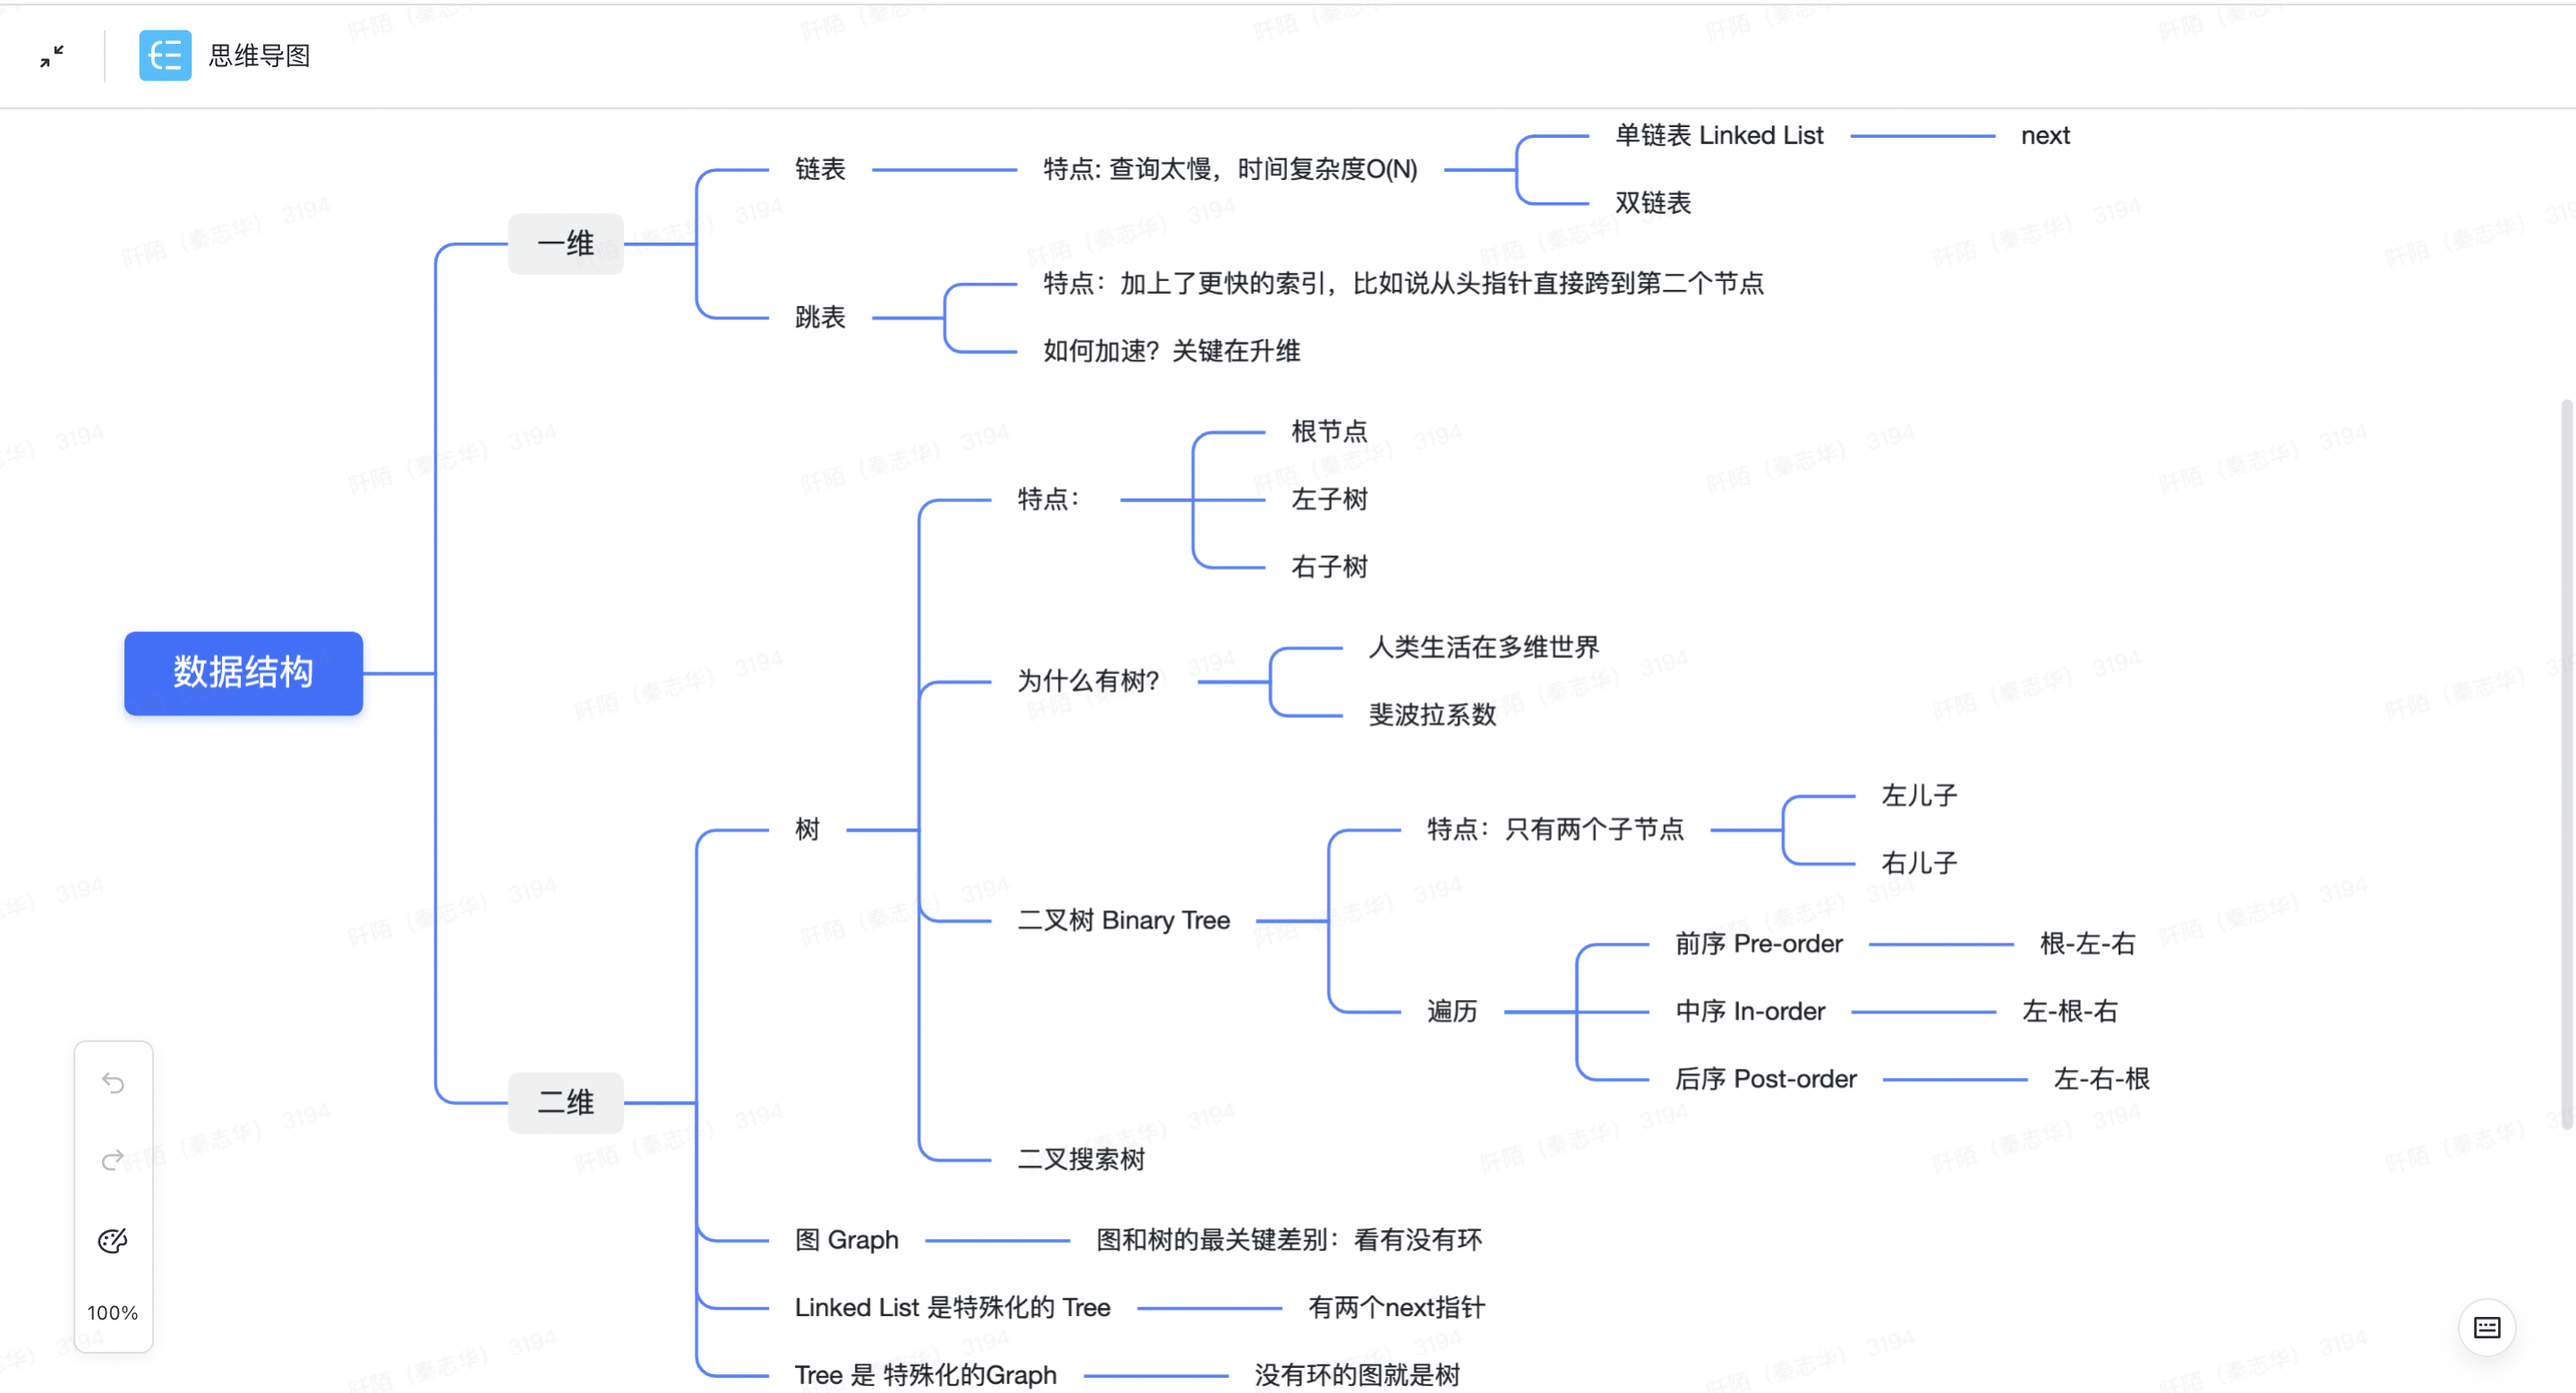 思维导图
数据结构
一维
链表
特点: 查询太慢，时间复杂度O(N)
单链表 Linked List
next
双链表
跳表
特点：加上了更快的索引，比如说从头指针直接跨到第二个节点
如何加速？关键在升维
二维
树
特点：
根节点
左子树
右子树
为什么有树?
人类生活在多维世界
斐波拉系数
二叉树 Binary Tree
特点：只有两个子节点
左儿子
右儿子
遍历
前序 Pre-order
根-左-右
中序 In-order
左-根-右
后序 Post-order
左-右-根
二叉搜索树
图 Graph
图和树的最关键差别：看有没有环
Linked List 是特殊化的 Tree
有两个next指针
Tree 是 特殊化的Graph
没有环的图就是树
100%
阡陌（秦志华） 3194